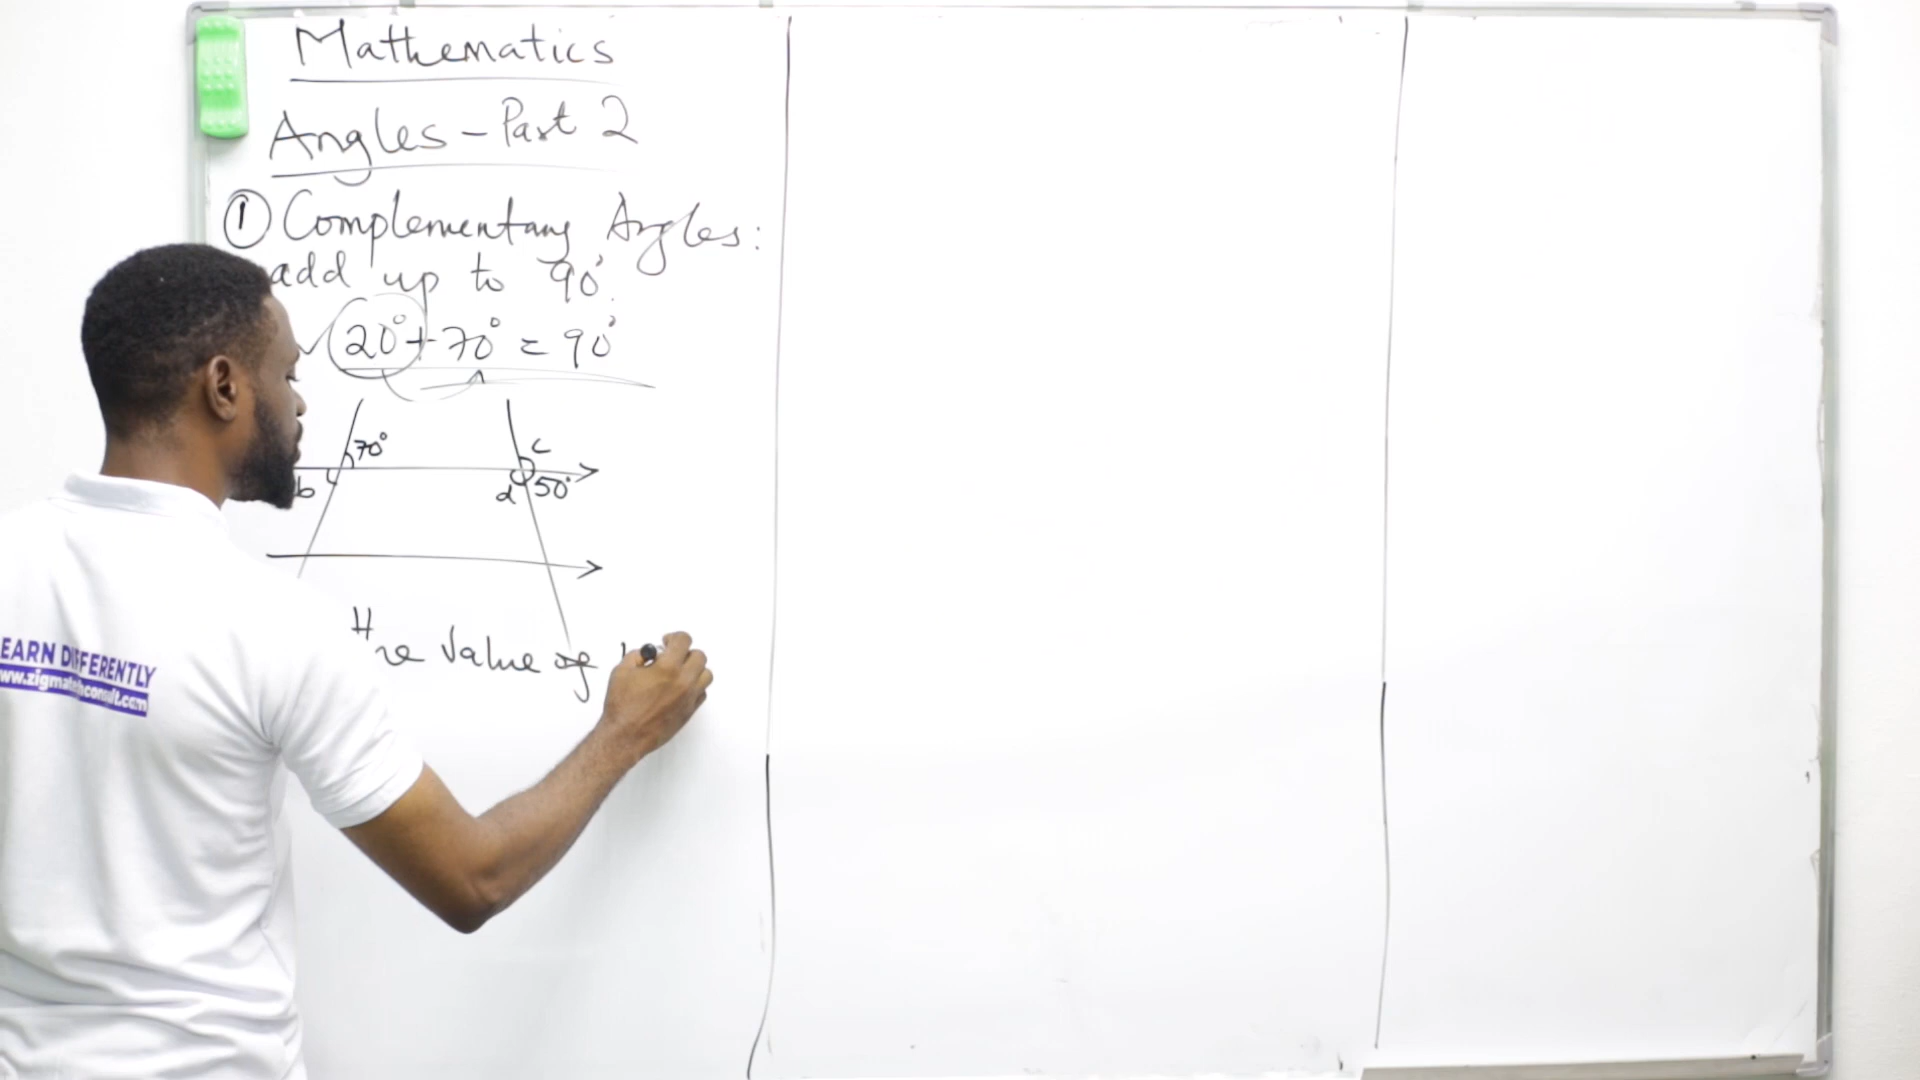 Mathematics
Angles - Part 2
① Complementary Angles:
add up to 90°.
20° + 70° = 90°
70°
c
b
d 50°
the value of
LEARN DIFFERENTLY
www.zigmatechconsult.com